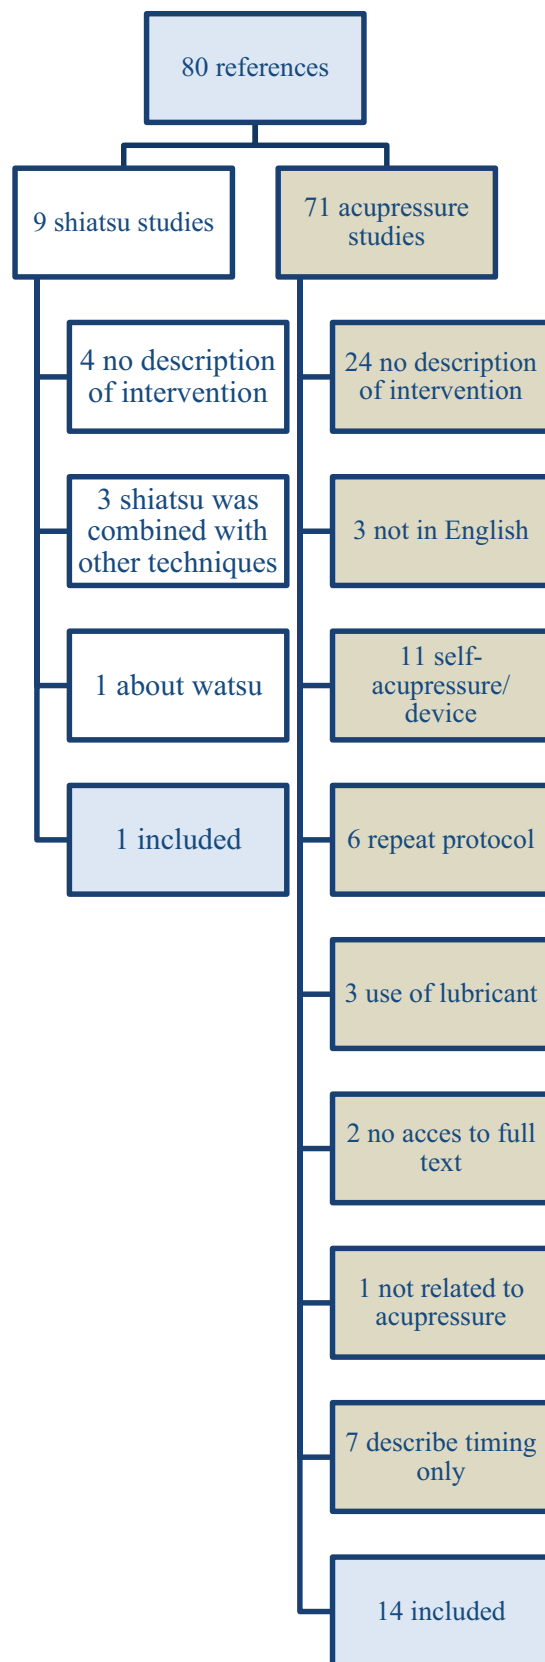 80 references
9 shiatsu studies
71 acupressure
studies
4 no description
of intervention
3 shiatsu was
combined with
other techniques
1 about watsu
1 included
24 no description
of intervention
3 not in English
11 self-
acupressure/
device
6 repeat protocol
3 use of lubricant
2 no acces to full
text
1 not related to
acupressure
7 describe timing
only
14 included